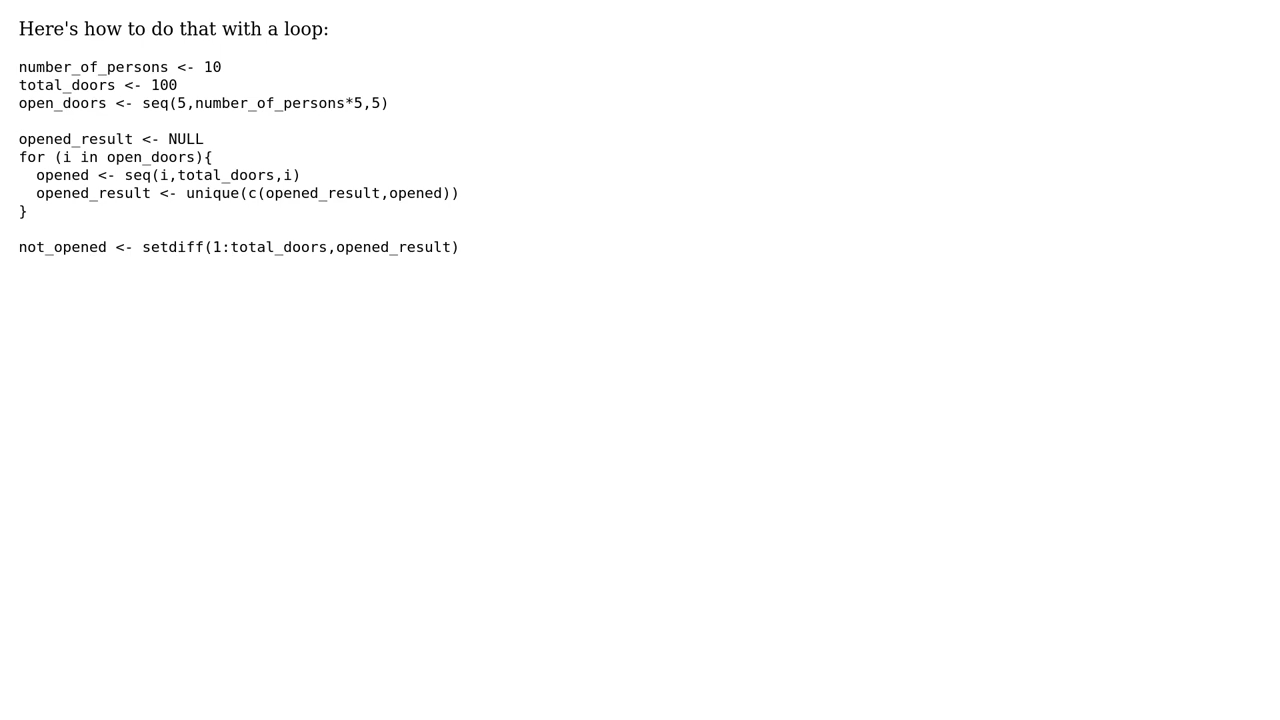 Here's how to do that with a loop:
number_of_persons <- 10
total_doors <- 100
open_doors <- seq(5,number_of_persons*5,5)
opened_result <- NULL
for (i in open_doors){
  opened <- seq(i,total_doors,i)
  opened_result <- unique(c(opened_result,opened))
}
not_opened <- setdiff(1:total_doors,opened_result)